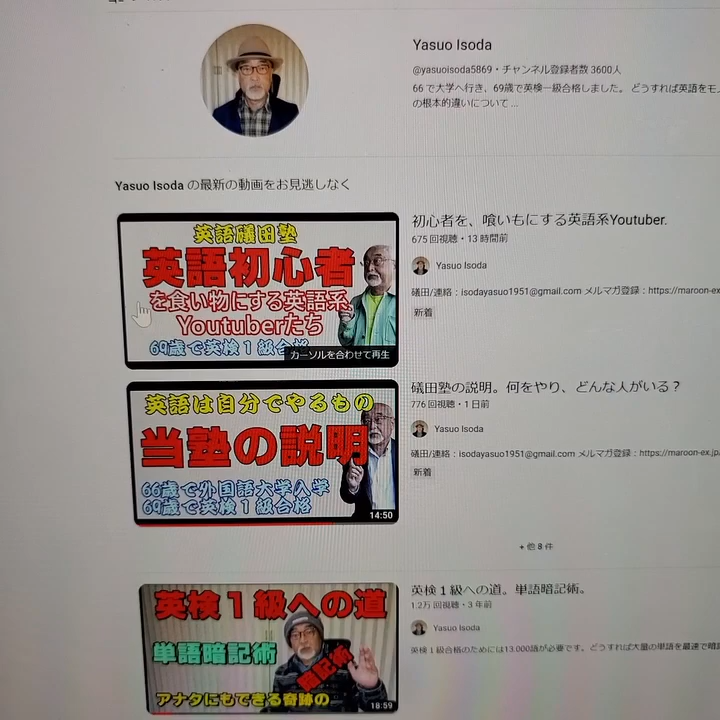 Yasuo Isoda
@yasuoisoda5869・チャンネル登録者数 3600人
66 で大学へ行き，69歳で英検一級合格しました。 どうすれば英語をモ
の根本的違いについて ...
Yasuo Isoda の最新の動画をお見逃しなく
英語礒田塾
英語初心者
を食い物にする英語系
Youtuberたち
69歳で英検1級合格
カーソルを合わせて再生
初心者を、喰いもにする英語系Youtuber.
675 回視聴・13 時間前
Yasuo Isoda
礒田/連絡：isodayasuo1951@gmail.com メルマガ登録：https://maroon-ex
新着
英語は自分でやるもの
当塾の説明
66歳で外国語大学入学
69歳で英検1級合格
14:50
礒田塾の説明。何をやり、どんな人がいる？
776 回視聴・1 日前
Yasuo Isoda
礒田/連絡：isodayasuo1951@gmail.com メルマガ登録：https://maroon-ex.jp
新着
+ 他 8 件
英検１級への道
単語暗記術
暗記術
アナタにもできる奇跡の
18:59
英検１級への道。単語暗記術。
1.2万 回視聴・3 年前
Yasuo Isoda
英検１級合格のためには13.000語が必要です。どうすれば大量の単語を最速で暗